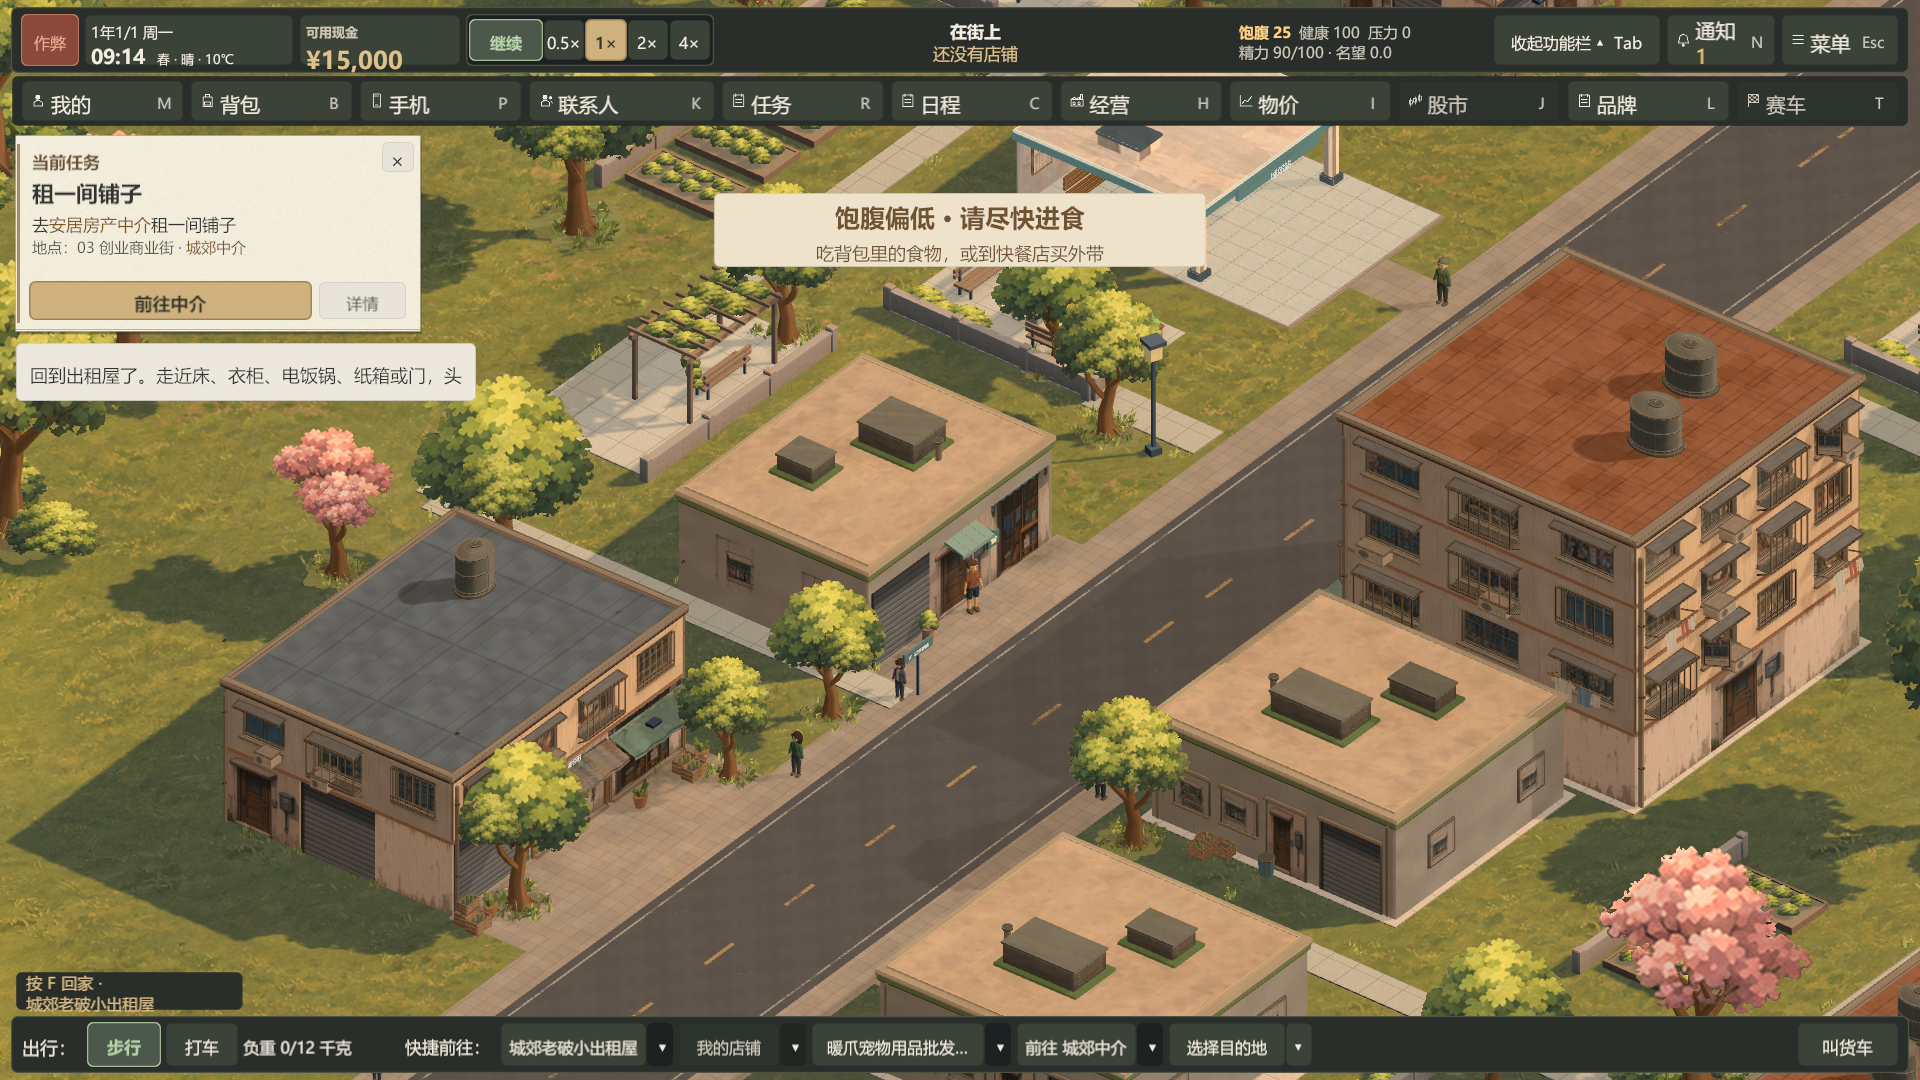 作弊
1年1/1 周一
09:14 春 · 晴 · 10℃
可用现金
¥15,000
继续 0.5× 1× 2× 4×
在街上
还没有店铺
饱腹 25 健康 100 压力 0
精力 90/100 · 名望 0.0
收起功能栏 ▴ Tab
通知 1 N
菜单 Esc
我的 M
背包 B
手机 P
联系人 K
任务 R
日程 C
经营 H
物价 I
股市 J
品牌 L
赛车 T
当前任务
×
租一间铺子
去安居房产中介租一间铺子
地点：03 创业商业街 · 城郊中介
前往中介 详情
饱腹偏低 · 请尽快进食
吃背包里的食物，或到快餐店买外带
回到出租屋了。走近床、衣柜、电饭锅、纸箱或门，头
按 F 回家 ·
城郊老破小出租屋
出行： 步行 打车 负重 0/12 千克 快捷前往： 城郊老破小出租屋 ▾ 我的店铺 ▾ 暖爪宠物用品批发... ▾ 前往 城郊中介 ▾ 选择目的地 ▾ 叫货车